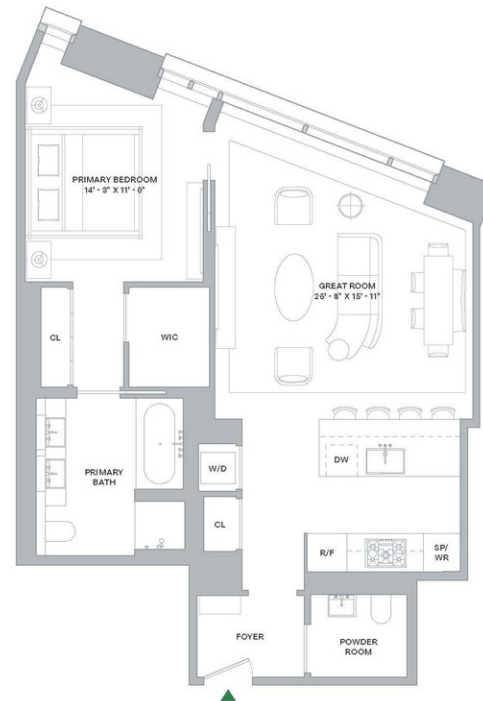 PRIMARY BEDROOM
14' - 3" X 11' - 0"
GREAT ROOM
26' - 8" X 15' - 11"
CL
WIC
PRIMARY
BATH
W/D
CL
DW
R/F
SP/
WR
FOYER
POWDER
ROOM